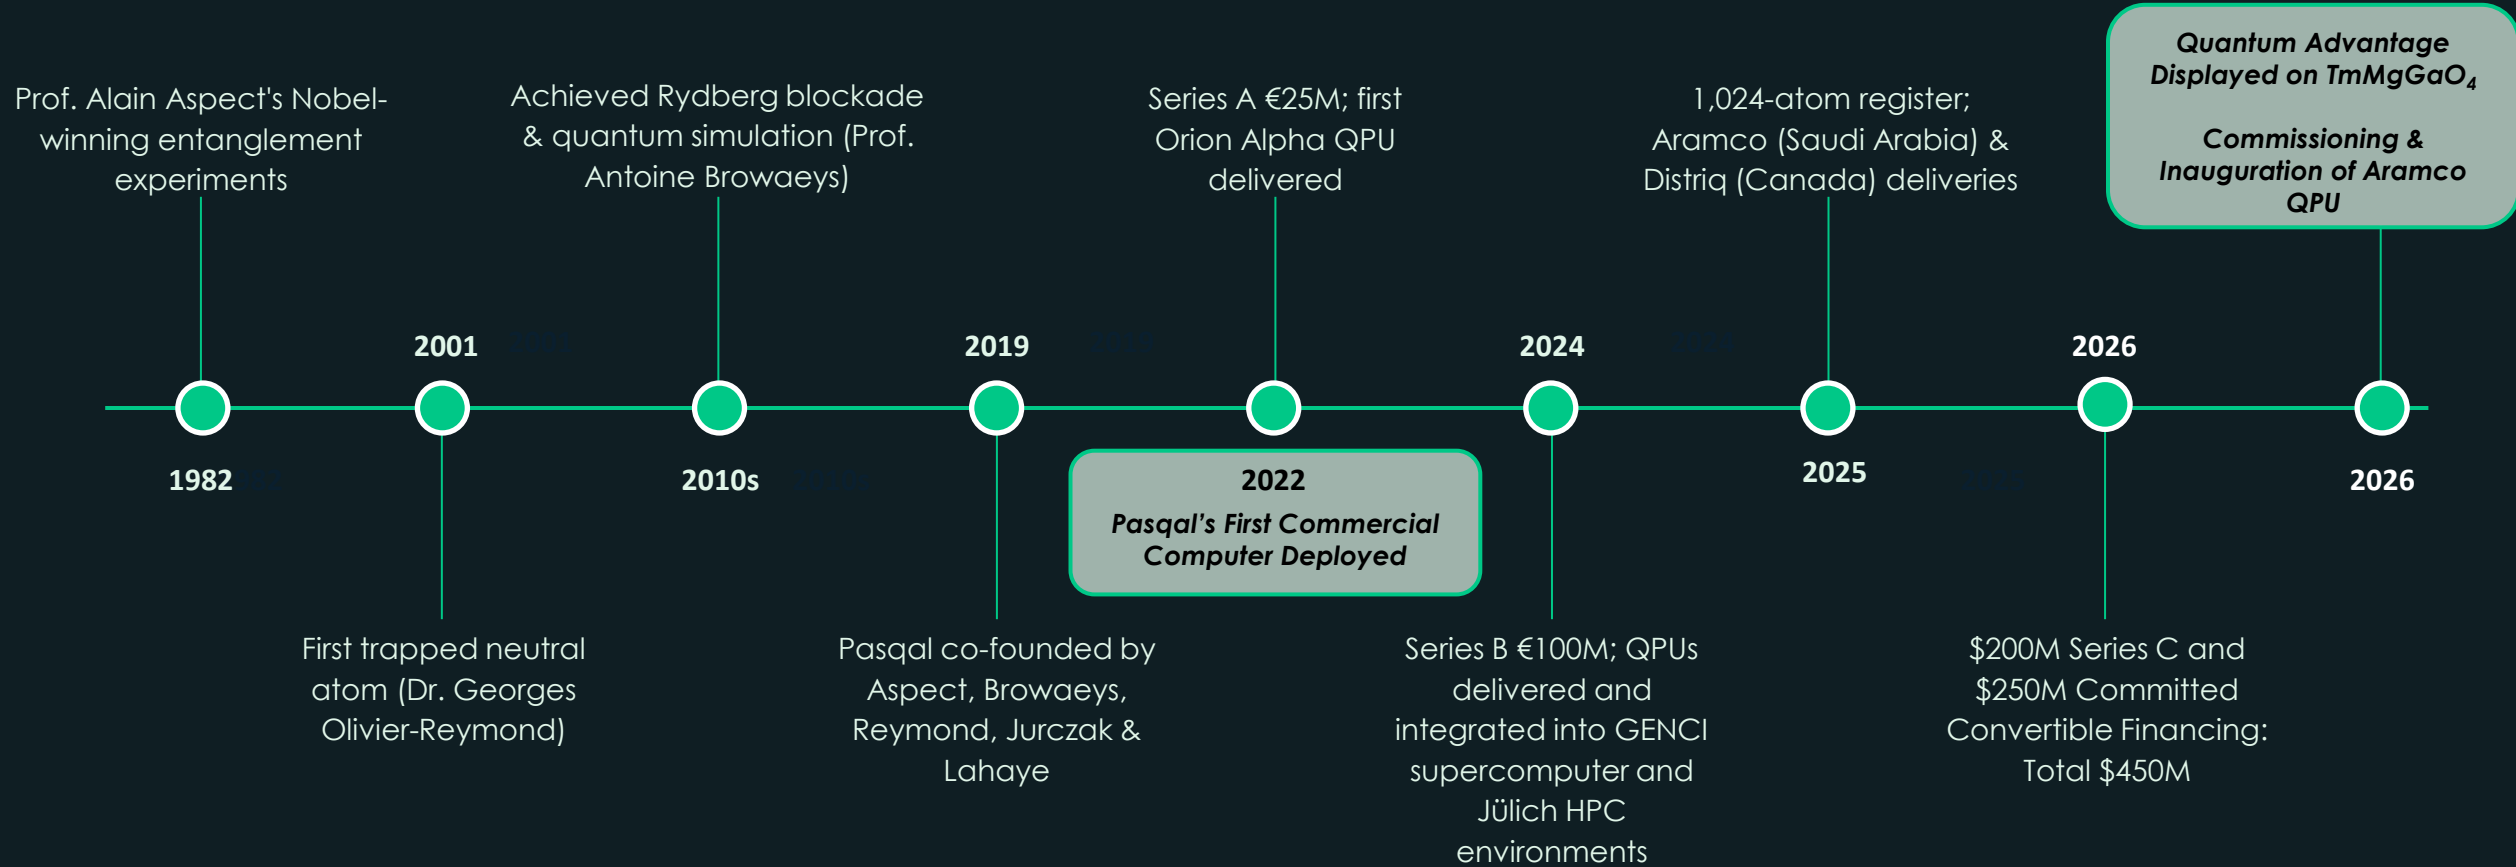 Prof. Alain Aspect's Nobel-
winning entanglement
experiments
1982
2001
First trapped neutral
atom (Dr. Georges
Olivier-Reymond)
Achieved Rydberg blockade
& quantum simulation (Prof.
Antoine Browaeys)
2010s
2019
Pasqal co-founded by
Aspect, Browaeys,
Reymond, Jurczak &
Lahaye
Series A €25M; first
Orion Alpha QPU
delivered
2022
Pasqal’s First Commercial
Computer Deployed
2024
Series B €100M; QPUs
delivered and
integrated into GENCI
supercomputer and
Jülich HPC
environments
1,024-atom register;
Aramco (Saudi Arabia) &
Distriq (Canada) deliveries
2025
2026
$200M Series C and
$250M Committed
Convertible Financing:
Total $450M
Quantum Advantage
Displayed on TmMgGaO₄
Commissioning &
Inauguration of Aramco
QPU
2026